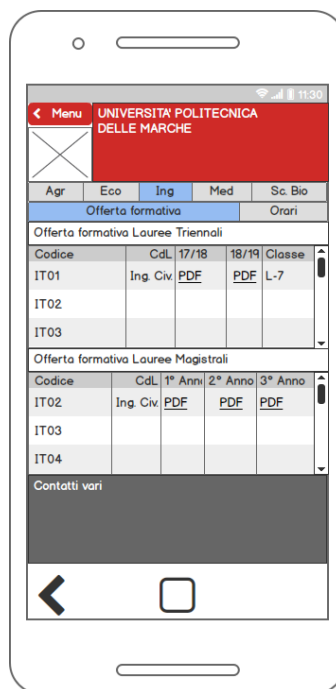 11:30
< Menu
UNIVERSITA' POLITECNICA
DELLE MARCHE
Agr Eco Ing Med Sc. Bio
Offerta formativa Orari
Offerta formativa Lauree Triennali
Codice CdL 17/18 18/19 Classe
IT01 Ing. Civ. PDF PDF L-7
IT02
IT03
Offerta formativa Lauree Magistrali
Codice CdL 1° Anno 2° Anno 3° Anno
IT02 Ing. Civ. PDF PDF PDF
IT03
IT04
Contatti vari